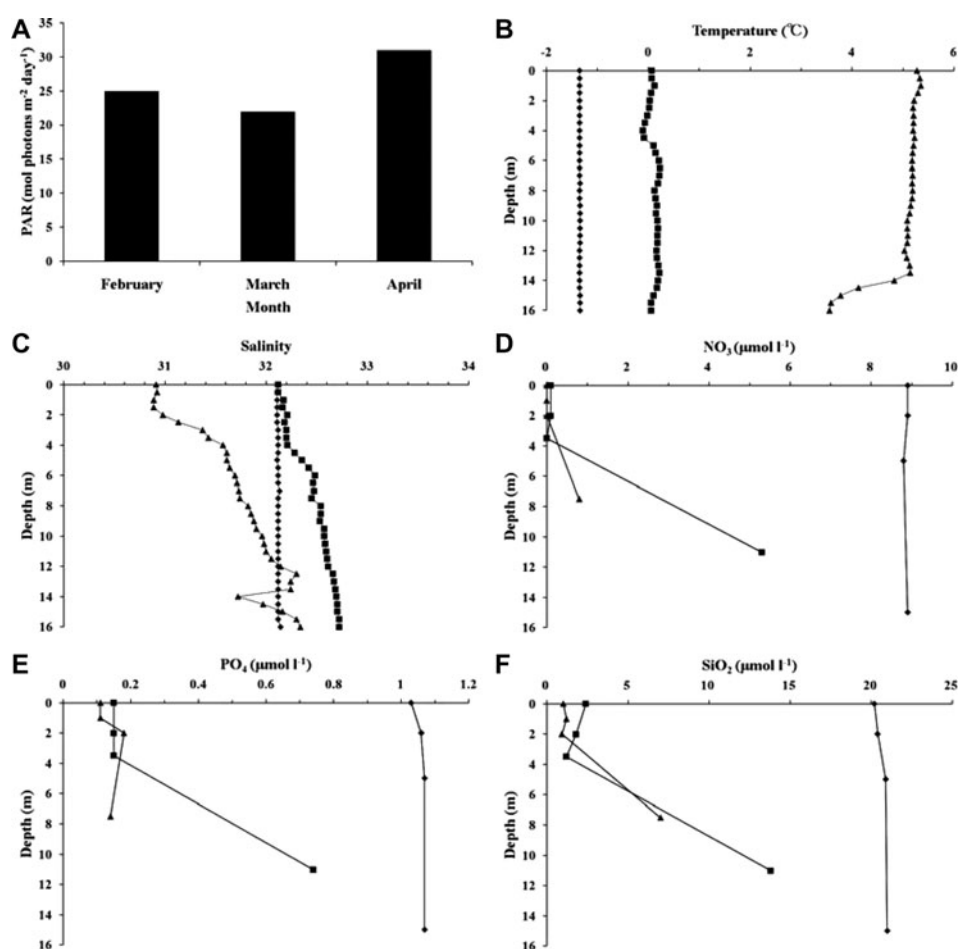 A
PAR (mol photons m⁻² day⁻¹)
35
30
25
20
15
10
5
0
February March April
Month
B
Temperature (℃)
-2 0 2 4 6
Depth (m)
0
2
4
6
8
10
12
14
16
C
Salinity
30 31 32 33 34
Depth (m)
0
2
4
6
8
10
12
14
16
D
NO₃ (μmol l⁻¹)
0 2 4 6 8 10
Depth (m)
0
2
4
6
8
10
12
14
16
E
PO₄ (μmol l⁻¹)
0 0.2 0.4 0.6 0.8 1 1.2
Depth (m)
0
2
4
6
8
10
12
14
16
F
SiO₂ (μmol l⁻¹)
0 5 10 15 20 25
Depth (m)
0
2
4
6
8
10
12
14
16